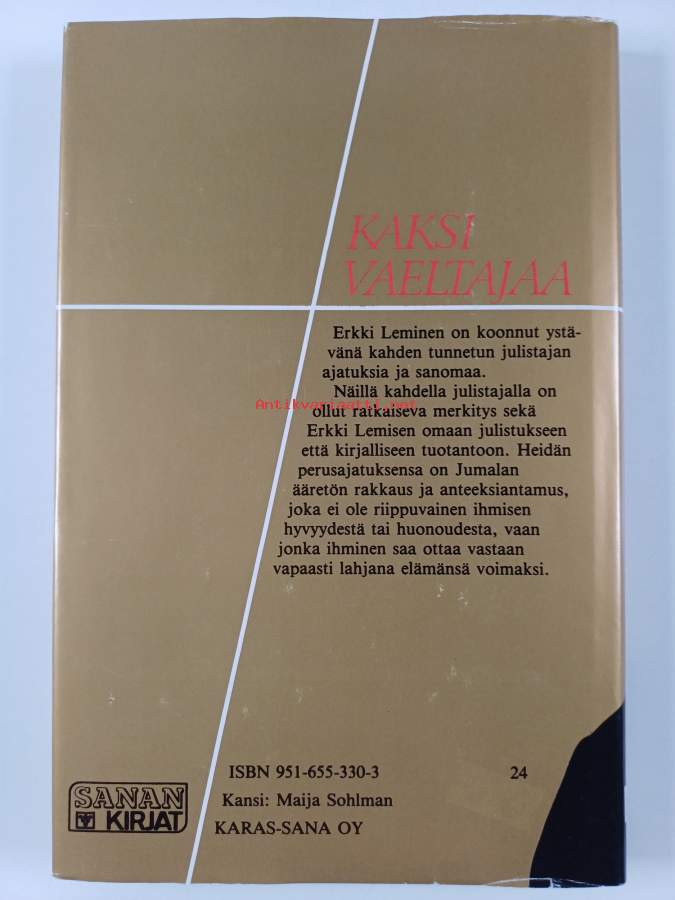 KAKSI
VAELTAJAA
Erkki Leminen on koonnut ystä-
vänä kahden tunnetun julistajan
ajatuksia ja sanomaa.
Näillä kahdella julistajalla on
Antikvariaatti.net
ollut ratkaiseva merkitys sekä
Erkki Lemisen omaan julistukseen
että kirjalliseen tuotantoon. Heidän
perusajatuksensa on Jumalan
ääretön rakkaus ja anteeksiantamus,
joka ei ole riippuvainen ihmisen
hyvyydestä tai huonoudesta, vaan
jonka ihminen saa ottaa vastaan
vapaasti lahjana elämänsä voimaksi.
ISBN 951-655-330-3 24
Kansi: Maija Sohlman
KARAS-SANA OY
SANAN
KIRJAT